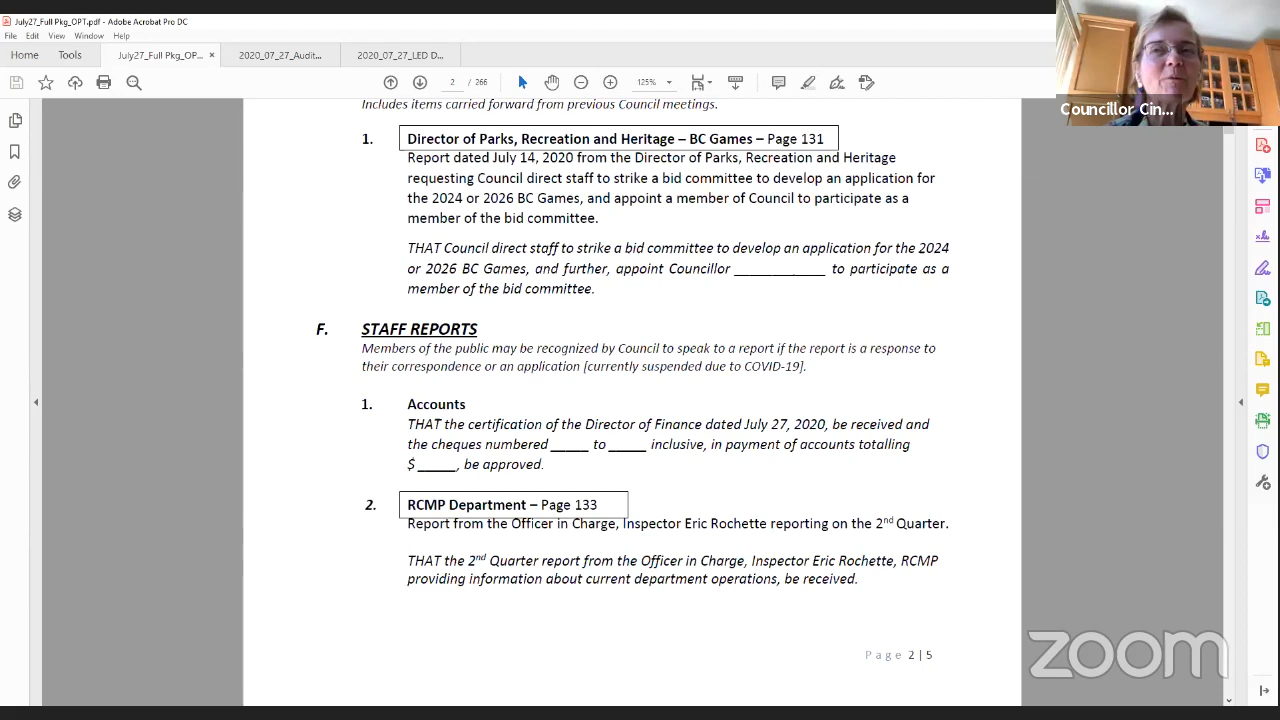 July27_Full Pkg_OPT.pdf - Adobe Acrobat Pro DC
File Edit View Window Help
Home Tools July27_Full Pkg_OP... × 2020_07_27_Audit... 2020_07_27_LED D...
2 / 266 125%
Councillor Cin...
Includes items carried forward from previous Council meetings.
1. Director of Parks, Recreation and Heritage – BC Games – Page 131
Report dated July 14, 2020 from the Director of Parks, Recreation and Heritage
requesting Council direct staff to strike a bid committee to develop an application for
the 2024 or 2026 BC Games, and appoint a member of Council to participate as a
member of the bid committee.
THAT Council direct staff to strike a bid committee to develop an application for the 2024
or 2026 BC Games, and further, appoint Councillor ____________ to participate as a
member of the bid committee.
F. STAFF REPORTS
Members of the public may be recognized by Council to speak to a report if the report is a response to
their correspondence or an application [currently suspended due to COVID-19].
1. Accounts
THAT the certification of the Director of Finance dated July 27, 2020, be received and
the cheques numbered _____ to _____ inclusive, in payment of accounts totalling
$ _____, be approved.
2. RCMP Department – Page 133
Report from the Officer in Charge, Inspector Eric Rochette reporting on the 2nd Quarter.
THAT the 2nd Quarter report from the Officer in Charge, Inspector Eric Rochette, RCMP
providing information about current department operations, be received.
Page 2 | 5
zoom